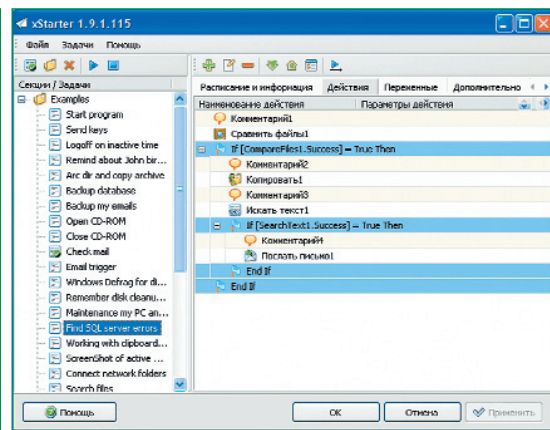 xStarter 1.9.1.115
Файл Задачи Помощь
Секции / Задачи
Examples
Start program
Send keys
Logoff on inactive time
Remind about John bir...
Arc dir and copy archive
Backup database
Backup my emails
Open CD-ROM
Close CD-ROM
Check mail
Email trigger
Windows Defrag for di...
Remember disk cleanu...
Maintenance my PC an...
Find SQL server errors
Working with clipboard...
ScreenShot of active ...
Connect network folders
Search files
Расписание и информация Действия Переменные Дополнительно
Наименование действия Параметры действия
Комментарий1
Сравнить файлы1
If [CompareFiles1.Success] = True Then
Комментарий2
Копировать1
Комментарий3
Искать текст1
If [SearchText1.Success] = True Then
Комментарий4
Послать письмо1
End If
End If
Помощь
ОК
Отмена
Применить